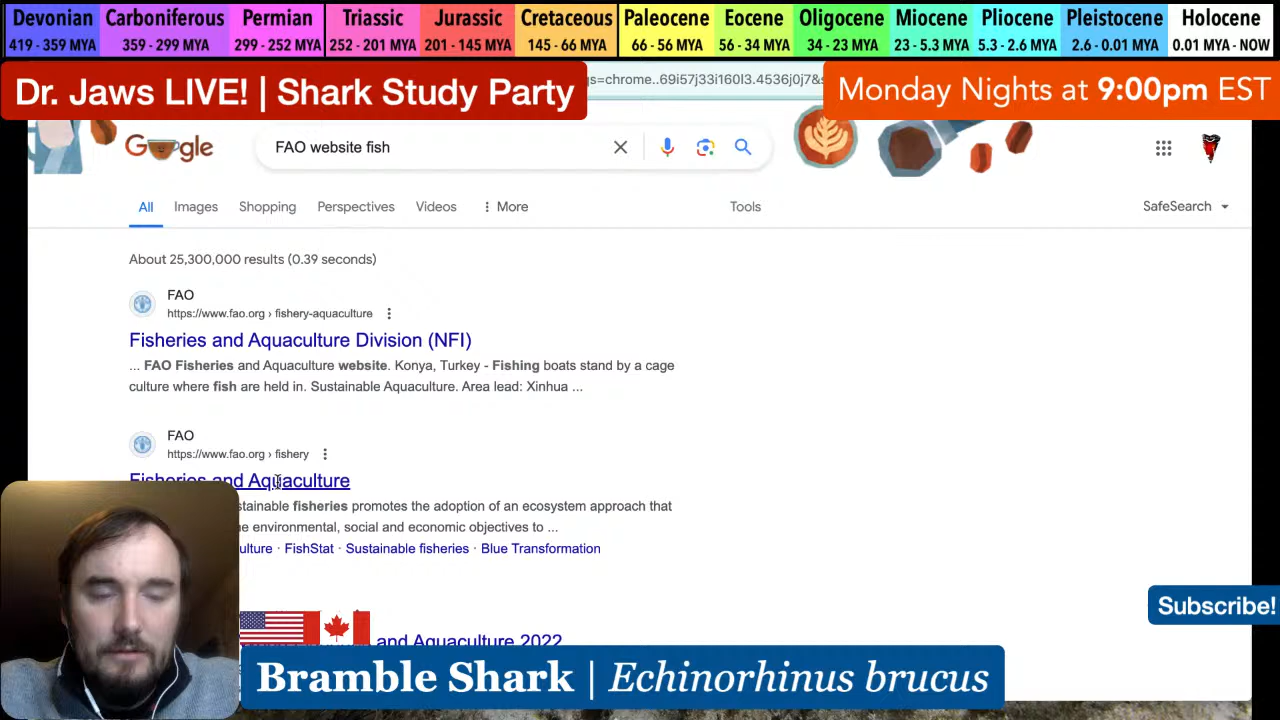 Devonian Carboniferous Permian Triassic Jurassic Cretaceous Paleocene Eocene Oligocene Miocene Pliocene Pleistocene Holocene
419 - 359 MYA 359 - 299 MYA 299 - 252 MYA 252 - 201 MYA 201 - 145 MYA 145 - 66 MYA 66 - 56 MYA 56 - 34 MYA 34 - 23 MYA 23 - 5.3 MYA 5.3 - 2.6 MYA 2.6 - 0.01 MYA 0.01 MYA - NOW
Dr. Jaws LIVE! | Shark Study Party
=chrome..69i57j33i160l3.4536j0j7&
Monday Nights at 9:00pm EST
Google
FAO website fish
All Images Shopping Perspectives Videos More Tools SafeSearch
About 25,300,000 results (0.39 seconds)
FAO
https://www.fao.org › fishery-aquaculture
Fisheries and Aquaculture Division (NFI)
... FAO Fisheries and Aquaculture website. Konya, Turkey - Fishing boats stand by a cage
culture where fish are held in. Sustainable Aquaculture. Area lead: Xinhua ...
FAO
https://www.fao.org › fishery
Fisheries and Aquaculture
stainable fisheries promotes the adoption of an ecosystem approach that
e environmental, social and economic objectives to ...
ulture · FishStat · Sustainable fisheries · Blue Transformation
and Aquaculture 2022
Subscribe!
Bramble Shark | Echinorhinus brucus